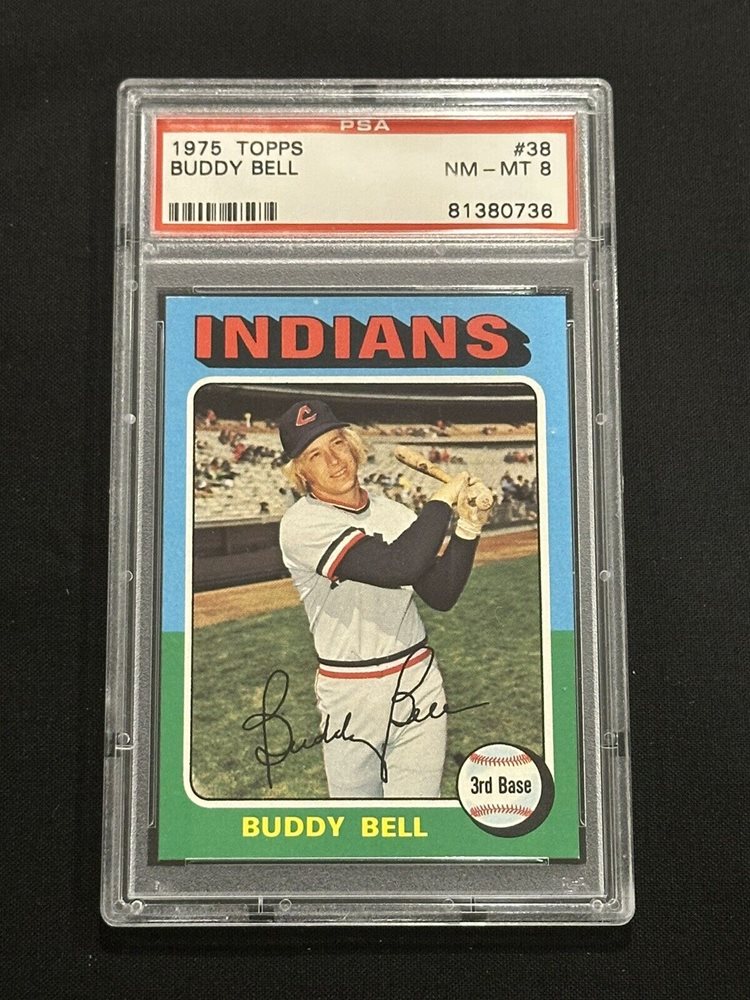 PSA
1975 TOPPS #38
BUDDY BELL NM-MT 8
81380736
INDIANS
C
Buddy Bell
3rd Base
BUDDY BELL